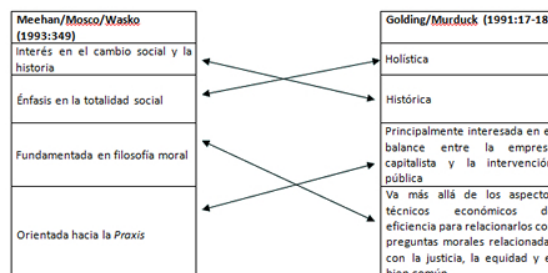 Meehan/Mosco/Wasko
(1993:349)
Interés en el cambio social y la
historia
Énfasis en la totalidad social
Fundamentada en filosofía moral
Orientada hacia la Praxis
Golding/Murduck (1991:17-18
Holística
Histórica
Principalmente interesada en e
balance entre la empres
capitalista y la intervención
pública
Va más allá de los aspecto
técnicos económicos d
eficiencia para relacionarlos co
preguntas morales relacionada
con la justicia, la equidad y e
bien común